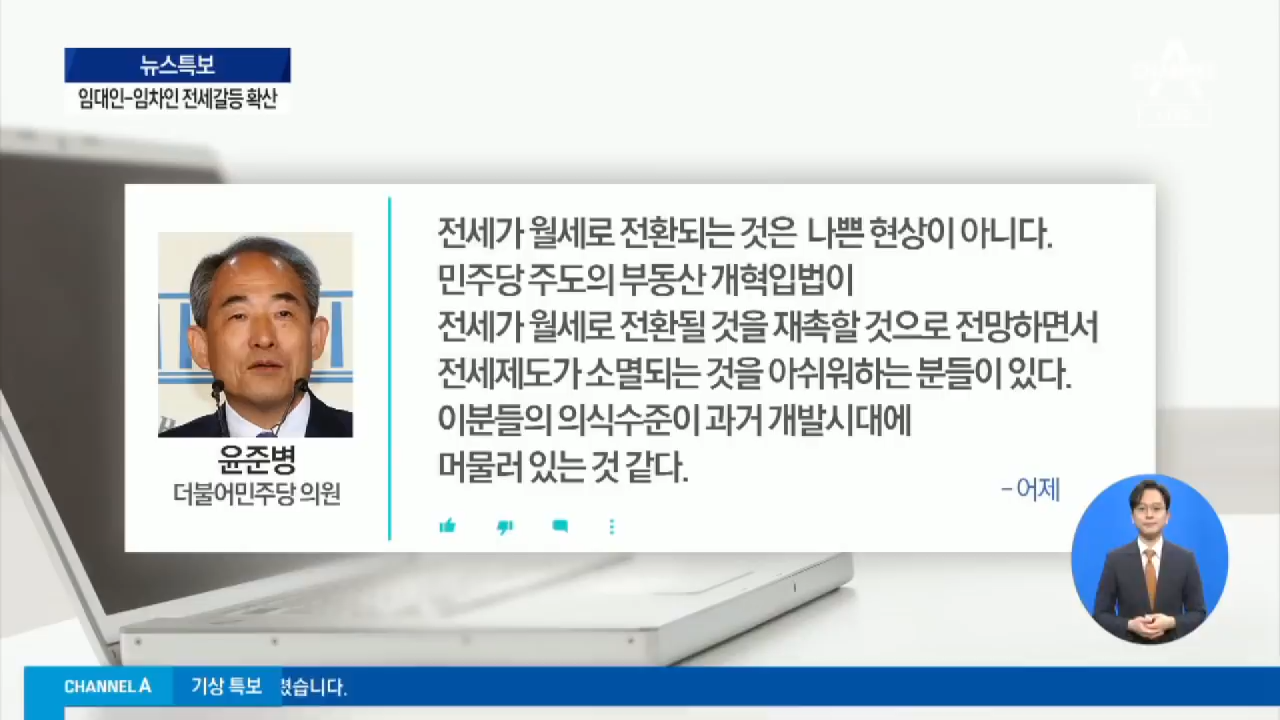 뉴스특보
임대인-임차인 전세갈등 확산
전세가 월세로 전환되는 것은 나쁜 현상이 아니다.
민주당 주도의 부동산 개혁입법이
전세가 월세로 전환될 것을 재촉할 것으로 전망하면서
전세제도가 소멸되는 것을 아쉬워하는 분들이 있다.
이분들의 의식수준이 과거 개발시대에
머물러 있는 것 같다.
-어제
윤준병
더불어민주당 의원
CHANNEL A 기상 특보 렸습니다.